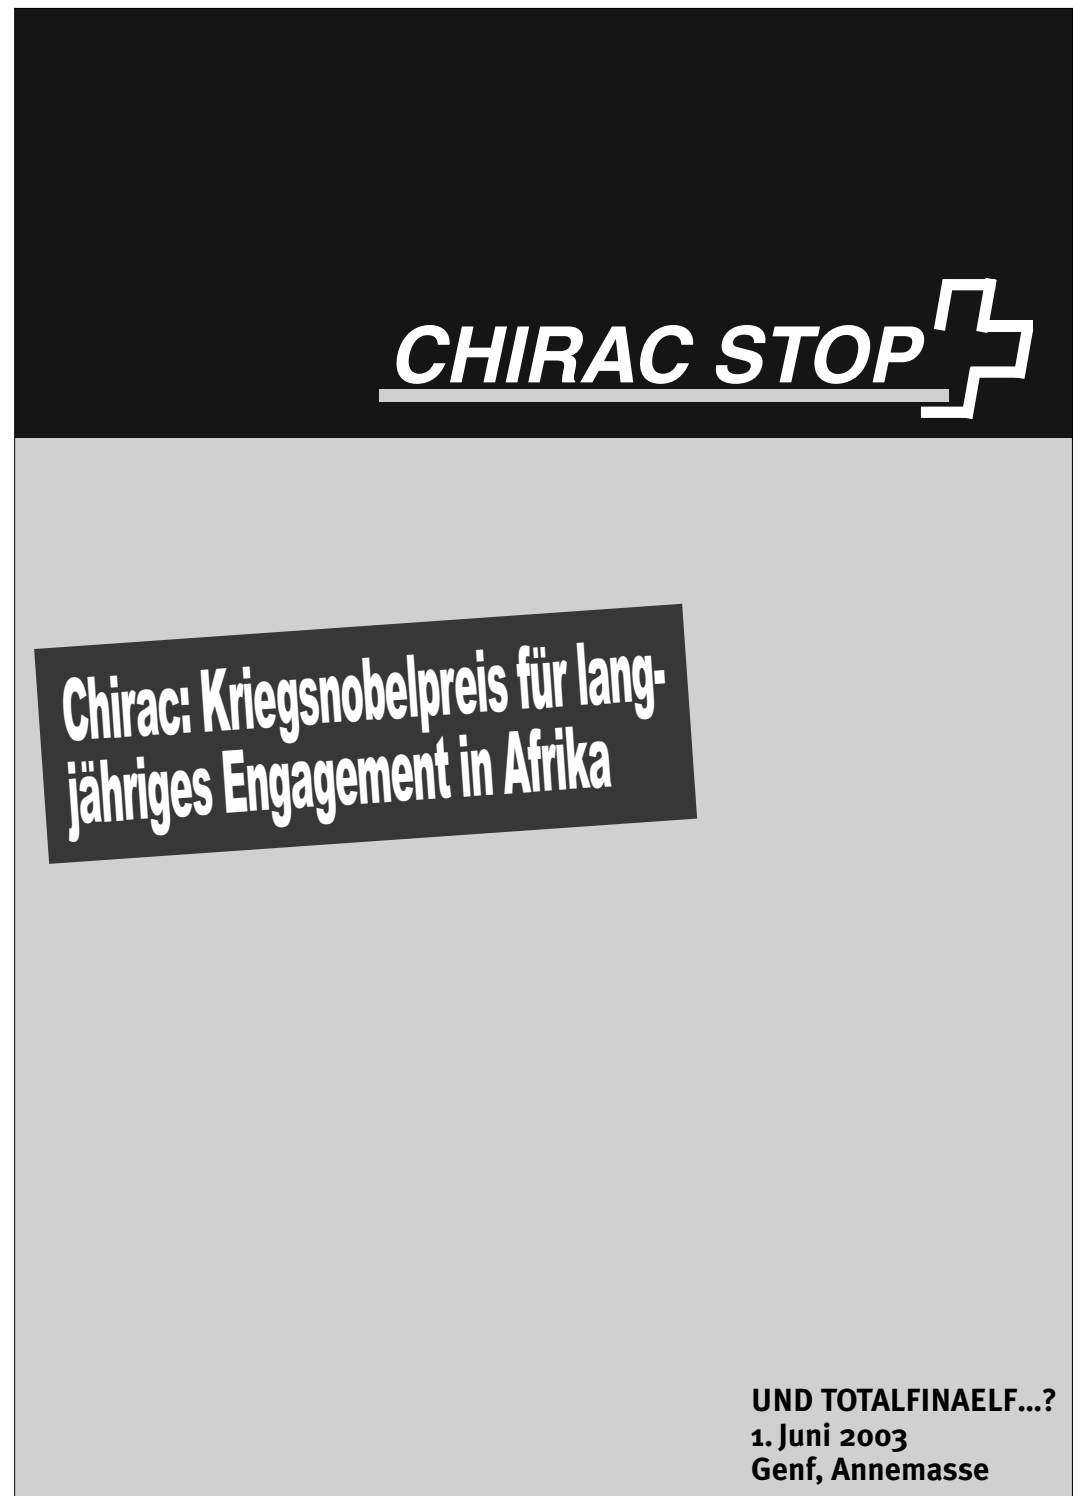 CHIRAC STOP
Chirac: Kriegsnobelpreis für lang-
jähriges Engagement in Afrika
UND TOTALFINAELF...?
1. Juni 2003
Genf, Annemasse